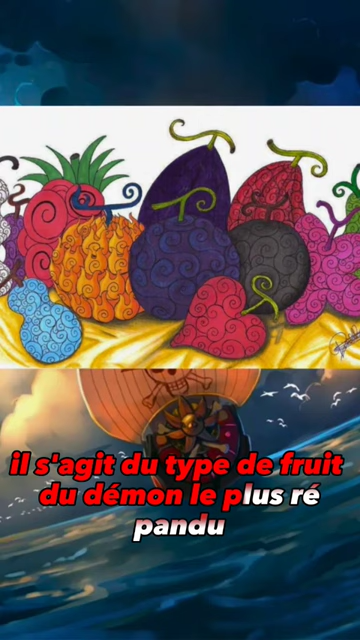 il s'agit du type de fruit
du démon le plus ré
pandu